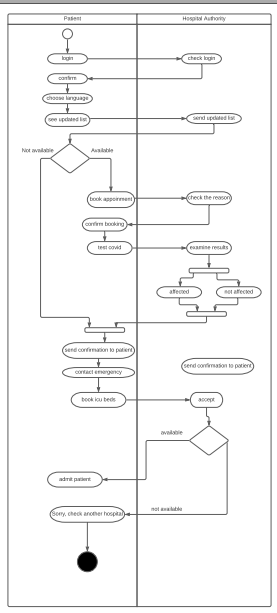 Patient
Hospital Authority
login
check login
confirm
choose language
see updated list
send updated list
Not available
Available
book appoinment
check the reason
confirm booking
test covid
examine results
affected
not affected
send confirmation to patient
send confirmation to patient
contact emergency
book icu beds
accept
available
admit patient
not available
Sorry, check another hospital